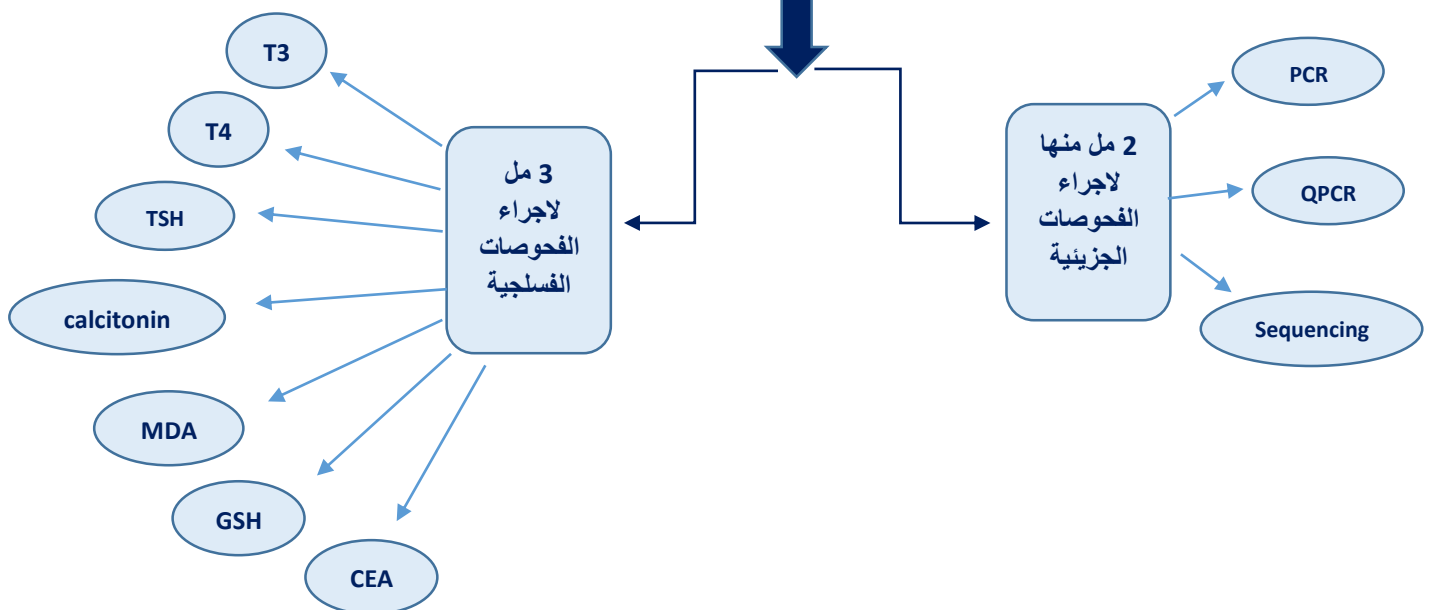 T3
T4
TSH
calcitonin
MDA
GSH
CEA
3 مل
لاجراء
الفحوصات
الفسلجية
2 مل منها
لاجراء
الفحوصات
الجزيئية
PCR
QPCR
Sequencing